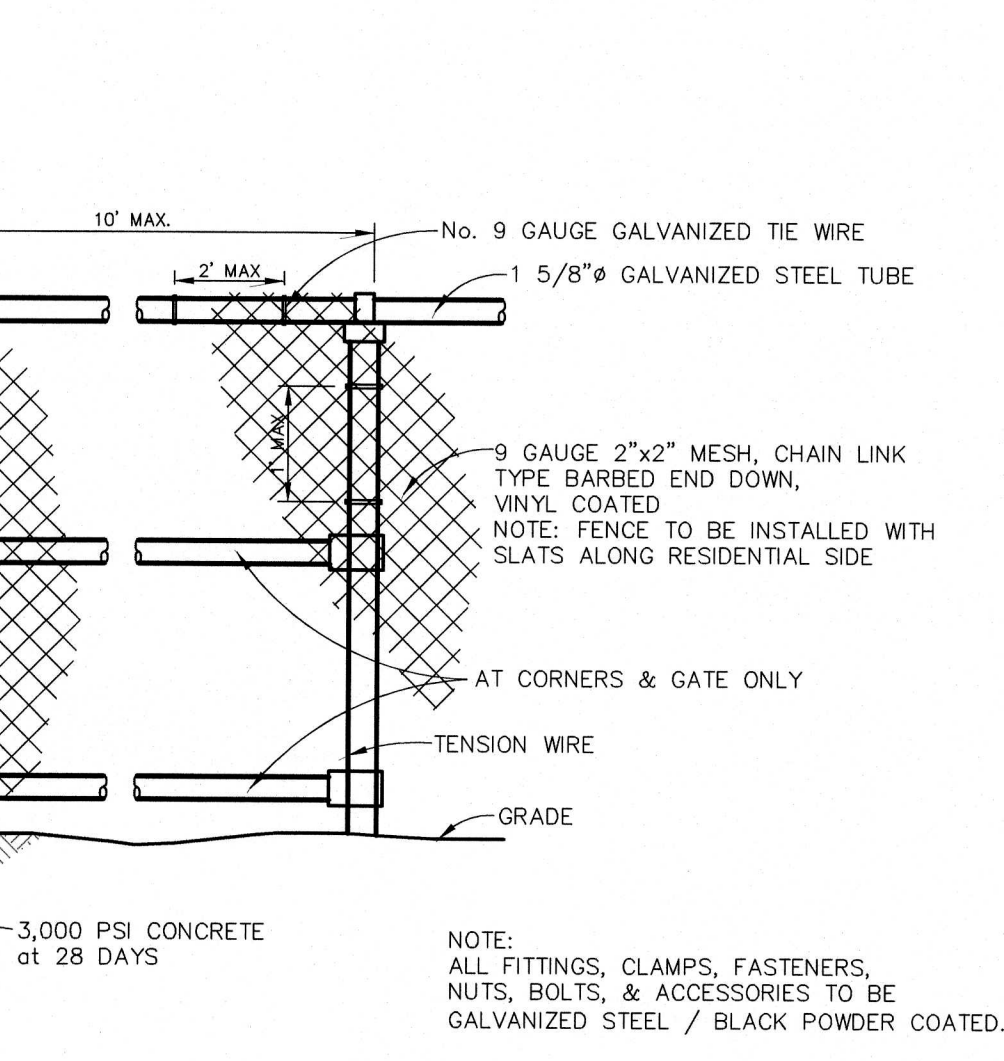 10' MAX.
No. 9 GAUGE GALVANIZED TIE WIRE
2' MAX
1 5/8"ø GALVANIZED STEEL TUBE
1' MAX
9 GAUGE 2"x2" MESH, CHAIN LINK
TYPE BARBED END DOWN,
VINYL COATED
NOTE: FENCE TO BE INSTALLED WITH
SLATS ALONG RESIDENTIAL SIDE
AT CORNERS & GATE ONLY
TENSION WIRE
GRADE
3,000 PSI CONCRETE
at 28 DAYS
NOTE:
ALL FITTINGS, CLAMPS, FASTENERS,
NUTS, BOLTS, & ACCESSORIES TO BE
GALVANIZED STEEL / BLACK POWDER COATED.